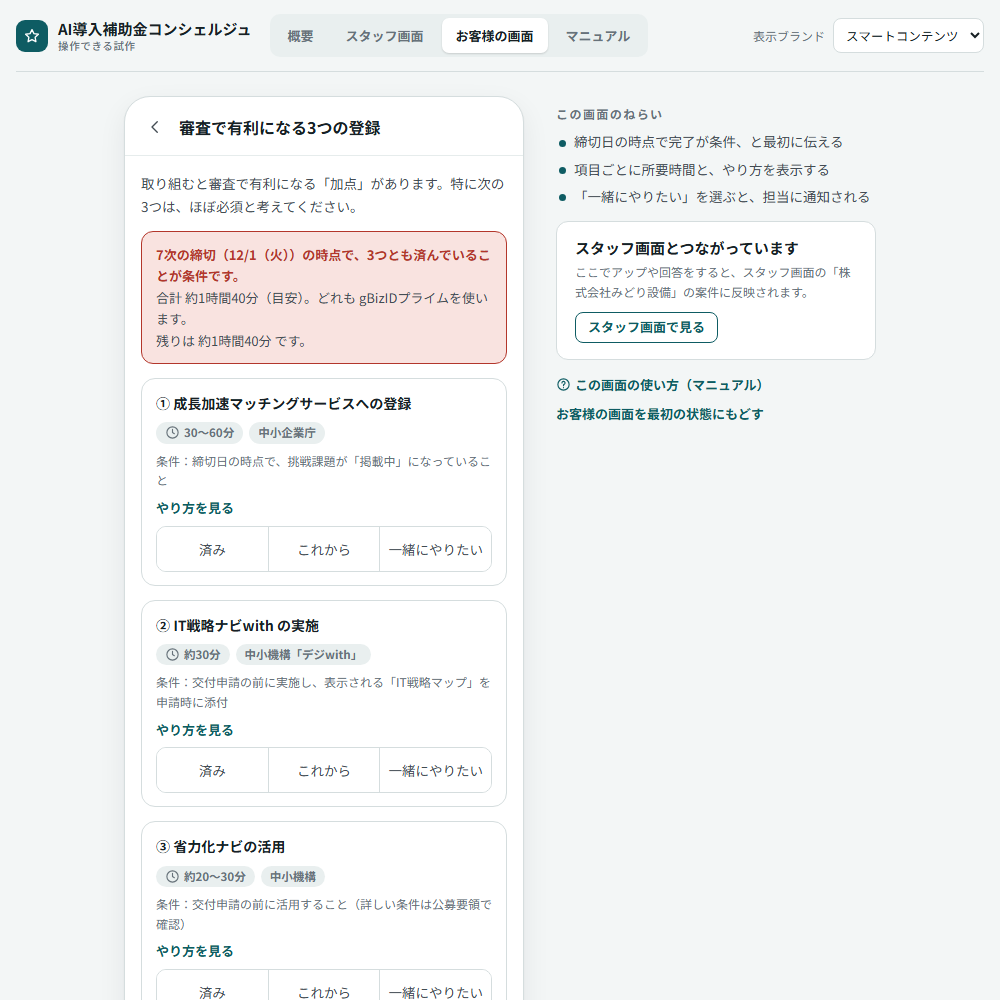 AI導入補助金コンシェルジュ
操作できる試作
概要
スタッフ画面
お客様の画面
マニュアル
表示ブランド
スマートコンテンツ
審査で有利になる3つの登録
取り組むと審査で有利になる「加点」があります。特に次の
3つは、ほぼ必須と考えてください。
7次の締切（12/1（火））の時点で、3つとも済んでいるこ
とが条件です。
合計 約1時間40分（目安）。どれも gBizIDプライムを使い
ます。
残りは 約1時間40分 です。
① 成長加速マッチングサービスへの登録
30〜60分
中小企業庁
条件：締切日の時点で、挑戦課題が「掲載中」になっているこ
と
やり方を見る
済み
これから
一緒にやりたい
② IT戦略ナビwith の実施
約30分
中小機構「デジwith」
条件：交付申請の前に実施し、表示される「IT戦略マップ」を
申請時に添付
やり方を見る
済み
これから
一緒にやりたい
③ 省力化ナビの活用
約20〜30分
中小機構
条件：交付申請の前に活用すること（詳しい条件は公募要領で
確認）
やり方を見る
済み
これから
一緒にやりたい
この画面のねらい
締切日の時点で完了が条件、と最初に伝える
項目ごとに所要時間と、やり方を表示する
「一緒にやりたい」を選ぶと、担当に通知される
スタッフ画面とつながっています
ここでアップや回答をすると、スタッフ画面の「株
式会社みどり設備」の案件に反映されます。
スタッフ画面で見る
この画面の使い方（マニュアル）
お客様の画面を最初の状態にもどす